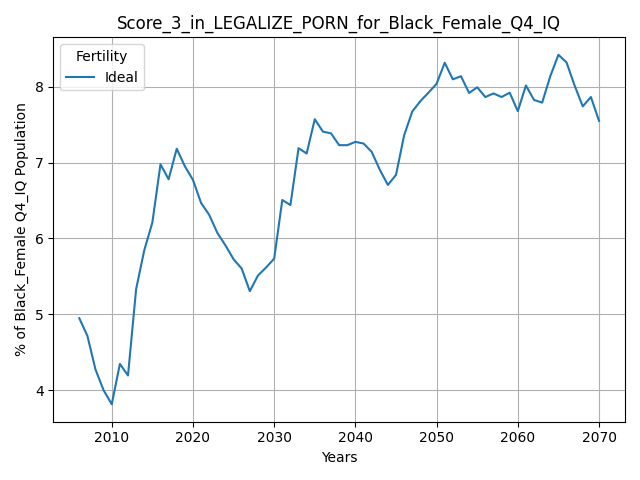 Score_3_in_LEGALIZE_PORN_for_Black_Female_Q4_IQ
Fertility
Ideal
% of Black_Female Q4_IQ Population
8
7
6
5
4
2010 2020 2030 2040 2050 2060 2070
Years